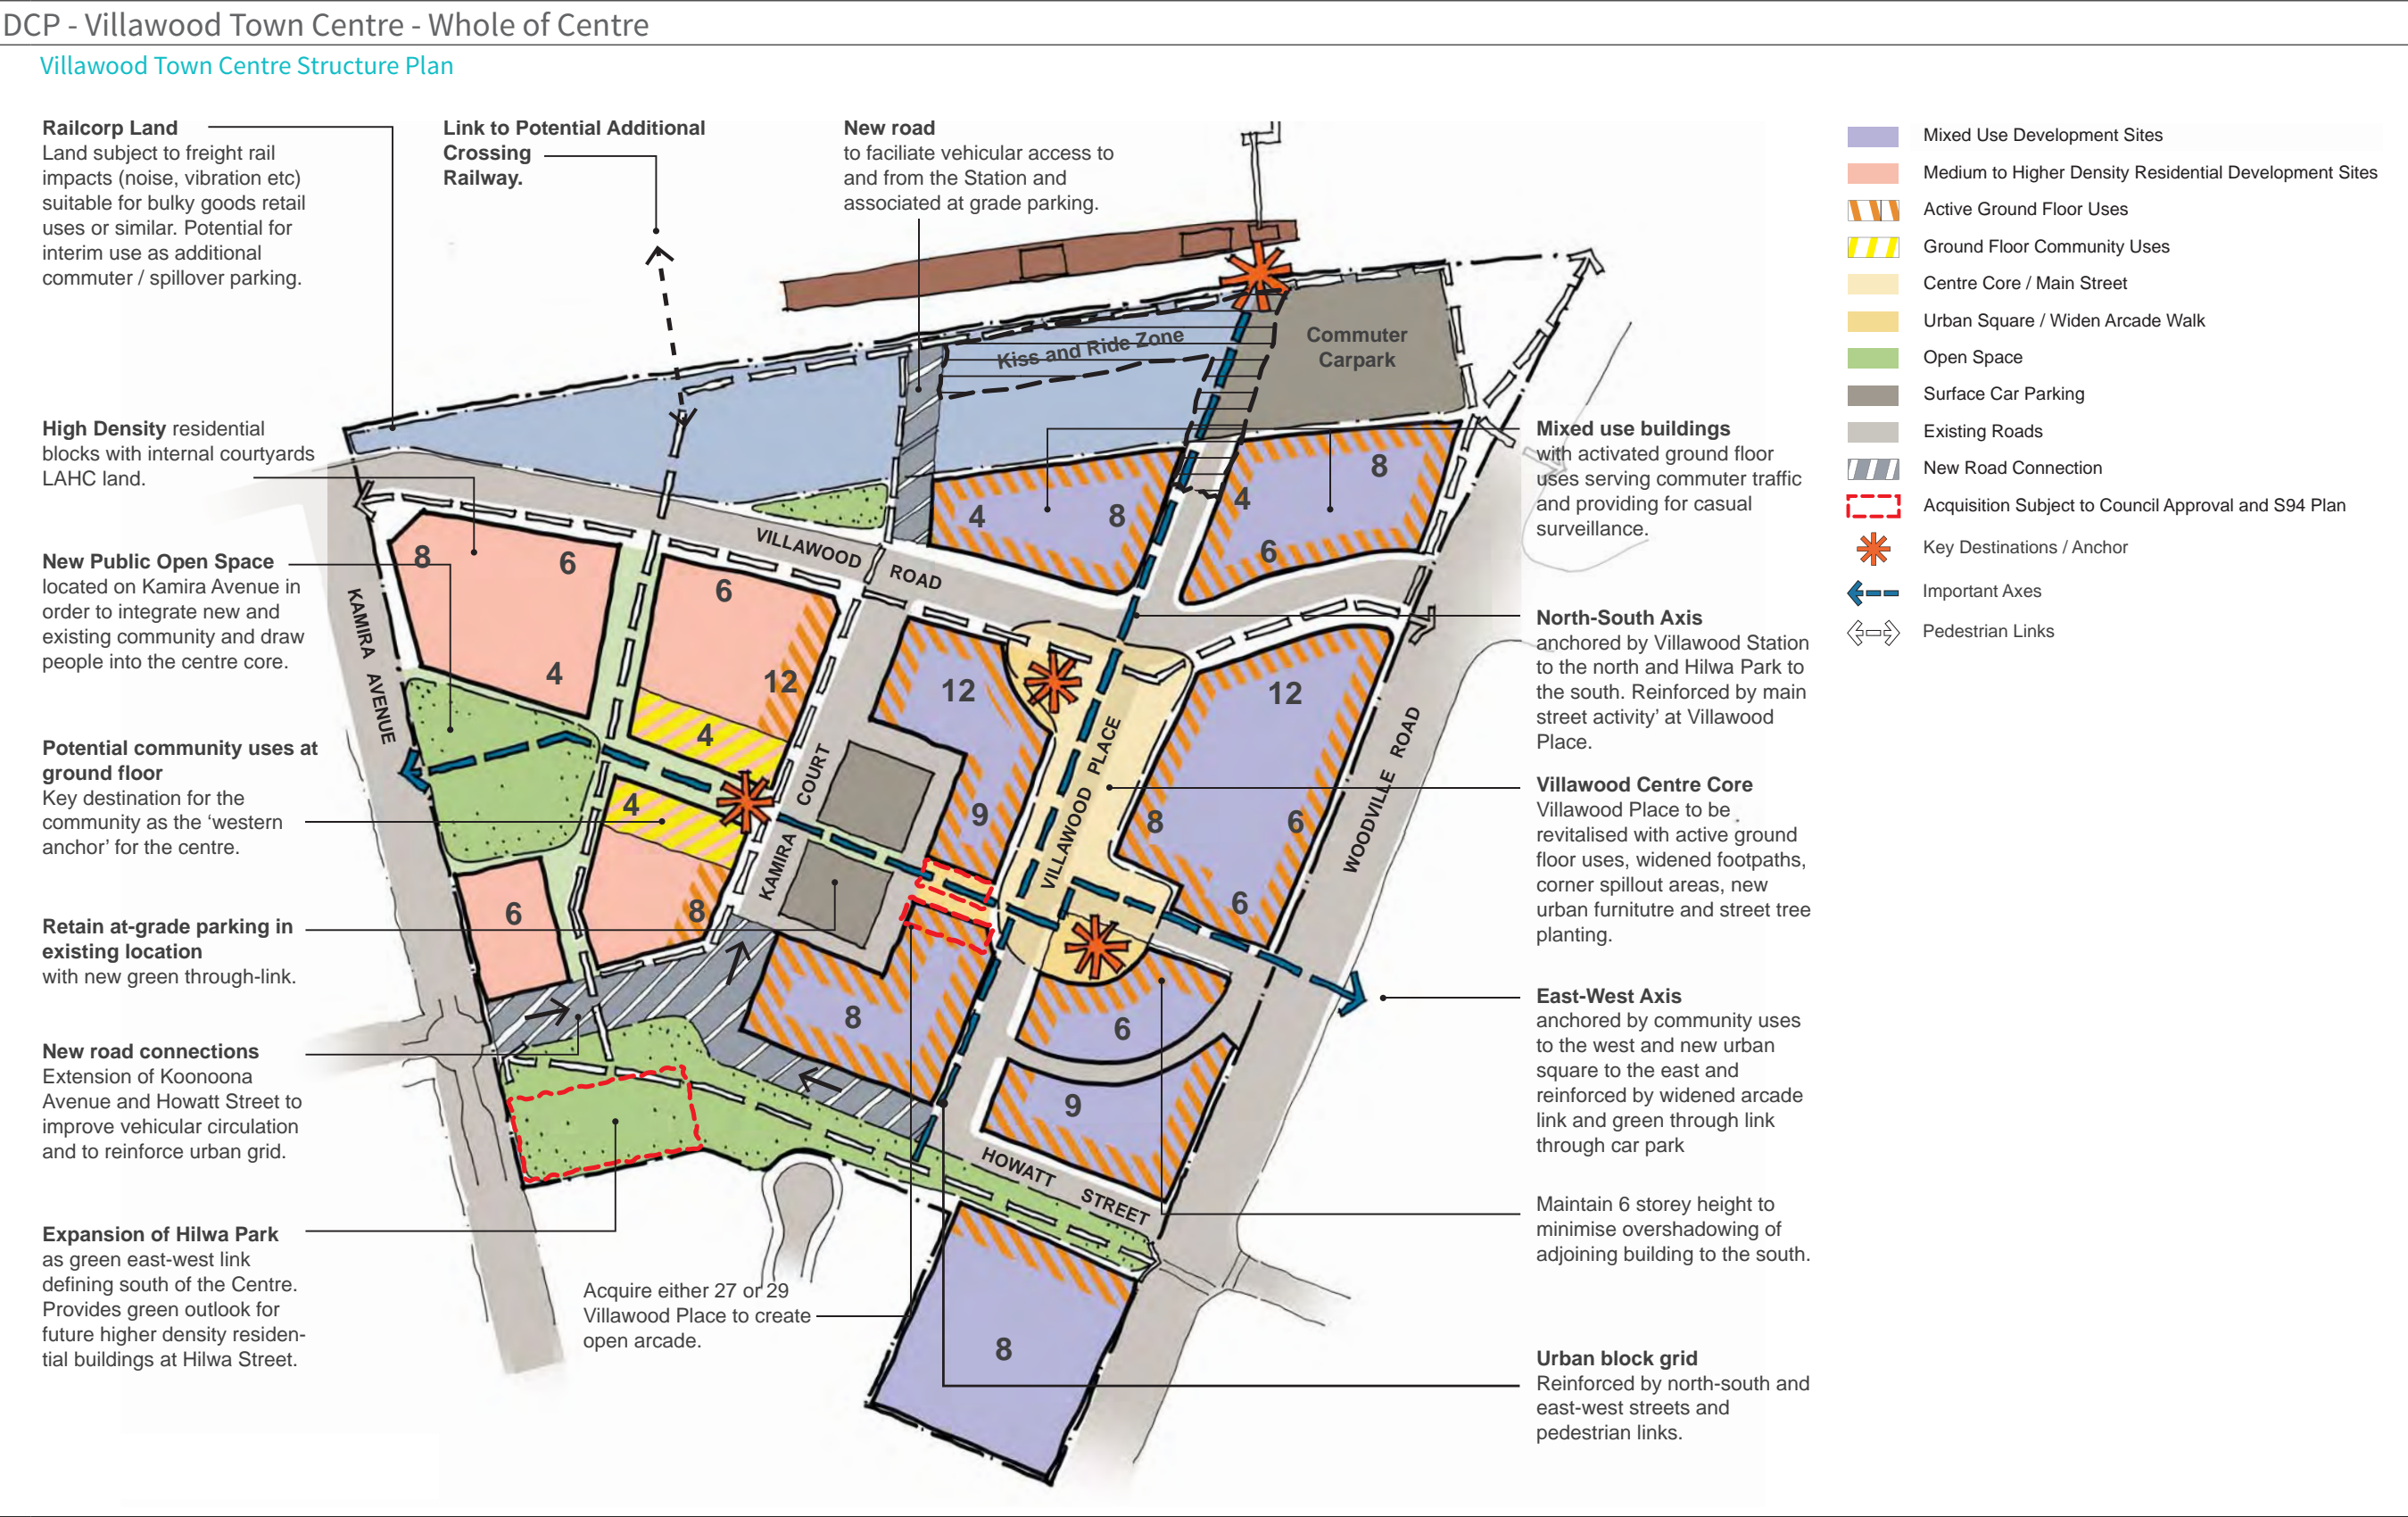 DCP - Villawood Town Centre - Whole of Centre
Villawood Town Centre Structure Plan
Railcorp Land
Land subject to freight rail
impacts (noise, vibration etc)
suitable for bulky goods retail
uses or similar. Potential for
interim use as additional
commuter / spillover parking.
Link to Potential Additional
Crossing
Railway.
New road
to faciliate vehicular access to
and from the Station and
associated at grade parking.
High Density residential
blocks with internal courtyards
LAHC land.
New Public Open Space
located on Kamira Avenue in
order to integrate new and
existing community and draw
people into the centre core.
Potential community uses at
ground floor
Key destination for the
community as the ‘western
anchor’ for the centre.
Retain at-grade parking in
existing location
with new green through-link.
New road connections
Extension of Koonoona
Avenue and Howatt Street to
improve vehicular circulation
and to reinforce urban grid.
Expansion of Hilwa Park
as green east-west link
defining south of the Centre.
Provides green outlook for
future higher density residen-
tial buildings at Hilwa Street.
Acquire either 27 or 29
Villawood Place to create
open arcade.
Kiss and Ride Zone
Commuter
Carpark
8
4
8
4
6
VILLAWOOD ROAD
8
6
4
6
12
4
4
6
8
KAMIRA AVENUE
KAMIRA COURT
12
9
8
VILLAWOOD PLACE
12
8
6
6
WOODVILLE ROAD
6
9
HOWATT STREET
8
Mixed use buildings
with activated ground floor
uses serving commuter traffic
and providing for casual
surveillance.
North-South Axis
anchored by Villawood Station
to the north and Hilwa Park to
the south. Reinforced by main
street activity’ at Villawood
Place.
Villawood Centre Core
Villawood Place to be
revitalised with active ground
floor uses, widened footpaths,
corner spillout areas, new
urban furnitutre and street tree
planting.
East-West Axis
anchored by community uses
to the west and new urban
square to the east and
reinforced by widened arcade
link and green through link
through car park
Maintain 6 storey height to
minimise overshadowing of
adjoining building to the south.
Urban block grid
Reinforced by north-south and
east-west streets and
pedestrian links.
Mixed Use Development Sites
Medium to Higher Density Residential Development Sites
Active Ground Floor Uses
Ground Floor Community Uses
Centre Core / Main Street
Urban Square / Widen Arcade Walk
Open Space
Surface Car Parking
Existing Roads
New Road Connection
Acquisition Subject to Council Approval and S94 Plan
Key Destinations / Anchor
Important Axes
Pedestrian Links